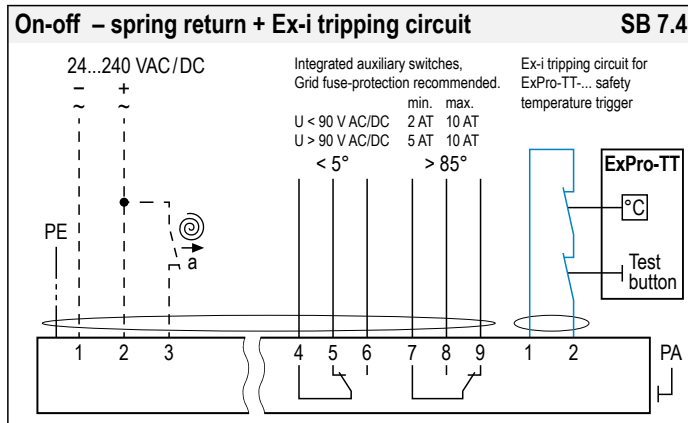 On-off – spring return + Ex-i tripping circuit SB 7.4
24...240 VAC/DC
– +
~ ~
Integrated auxiliary switches,
Grid fuse-protection recommended.
min. max.
U < 90 V AC/DC 2 AT 10 AT
U > 90 V AC/DC 5 AT 10 AT
< 5° > 85°
Ex-i tripping circuit for
ExPro-TT-... safety
temperature trigger
ExPro-TT
°C
Test
button
PE
a
1 2 3 4 5 6 7 8 9 1 2 PA